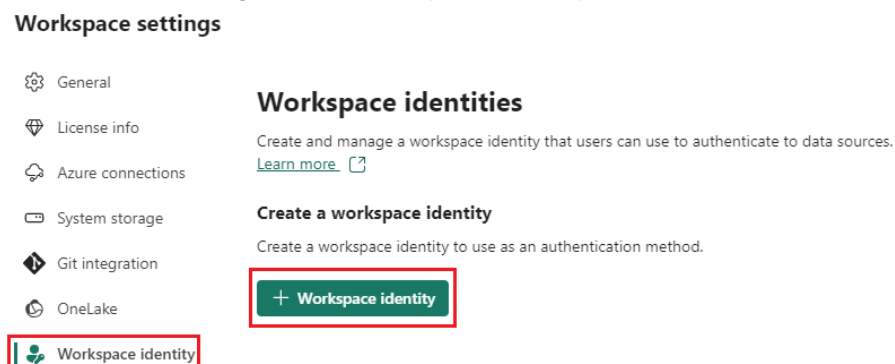 Workspace settings
General
License info
Azure connections
System storage
Git integration
OneLake
Workspace identity
Workspace identities
Create and manage a workspace identity that users can use to authenticate to data sources.
Learn more
Create a workspace identity
Create a workspace identity to use as an authentication method.
+ Workspace identity